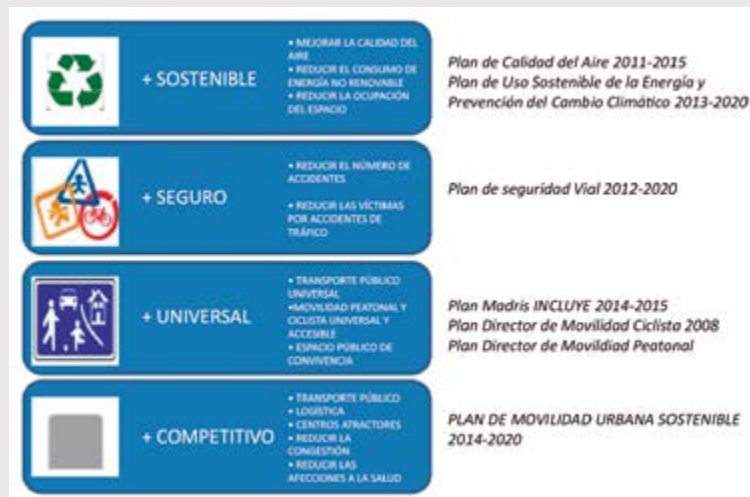 + SOSTENIBLE
• MEJORAR LA CALIDAD DEL
AIRE
• REDUCIR EL CONSUMO DE
ENERGÍA NO RENOVABLE
• REDUCIR LA OCUPACIÓN
DEL ESPACIO
Plan de Calidad del Aire 2011-2015
Plan de Uso Sostenible de la Energía y
Prevención del Cambio Climático 2013-2020
+ SEGURO
• REDUCIR EL NÚMERO DE
ACCIDENTES
• REDUCIR LAS VÍCTIMAS
POR ACCIDENTES DE
TRÁFICO
Plan de seguridad Vial 2012-2020
+ UNIVERSAL
• TRANSPORTE PÚBLICO
UNIVERSAL
•MOVILIDAD PEATONAL Y
CICLISTA UNIVERSAL Y
ACCESIBLE
• ESPACIO PÚBLICO DE
CONVIVENCIA
Plan Madris INCLUYE 2014-2015
Plan Director de Movilidad Ciclista 2008
Plan Director de Movildiad Peatonal
+ COMPETITIVO
• TRANSPORTE PÚBLICO
• LOGÍSTICA
• CENTROS ATRACTORES
• REDUCIR LA
CONGESTIÓN
• REDUCIR LAS
AFECCIONES A LA SALUD
PLAN DE MOVILIDAD URBANA SOSTENIBLE
2014-2020